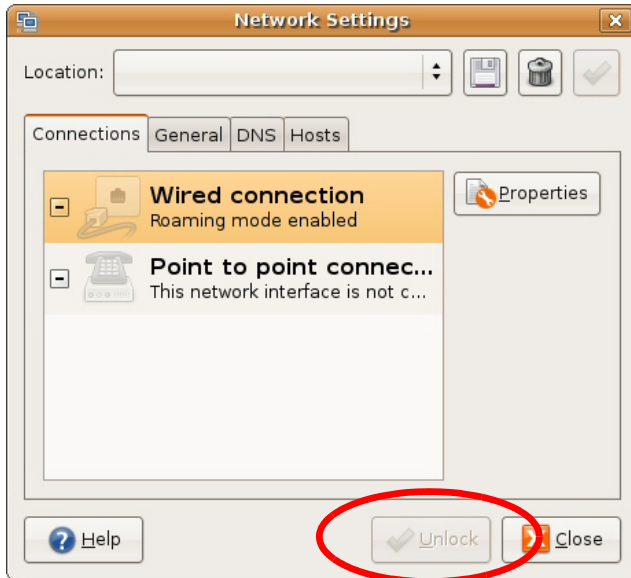 Network Settings
Location:
Connections General DNS Hosts
Wired connection
Roaming mode enabled
Properties
Point to point connec...
This network interface is not c...
Help Unlock Close